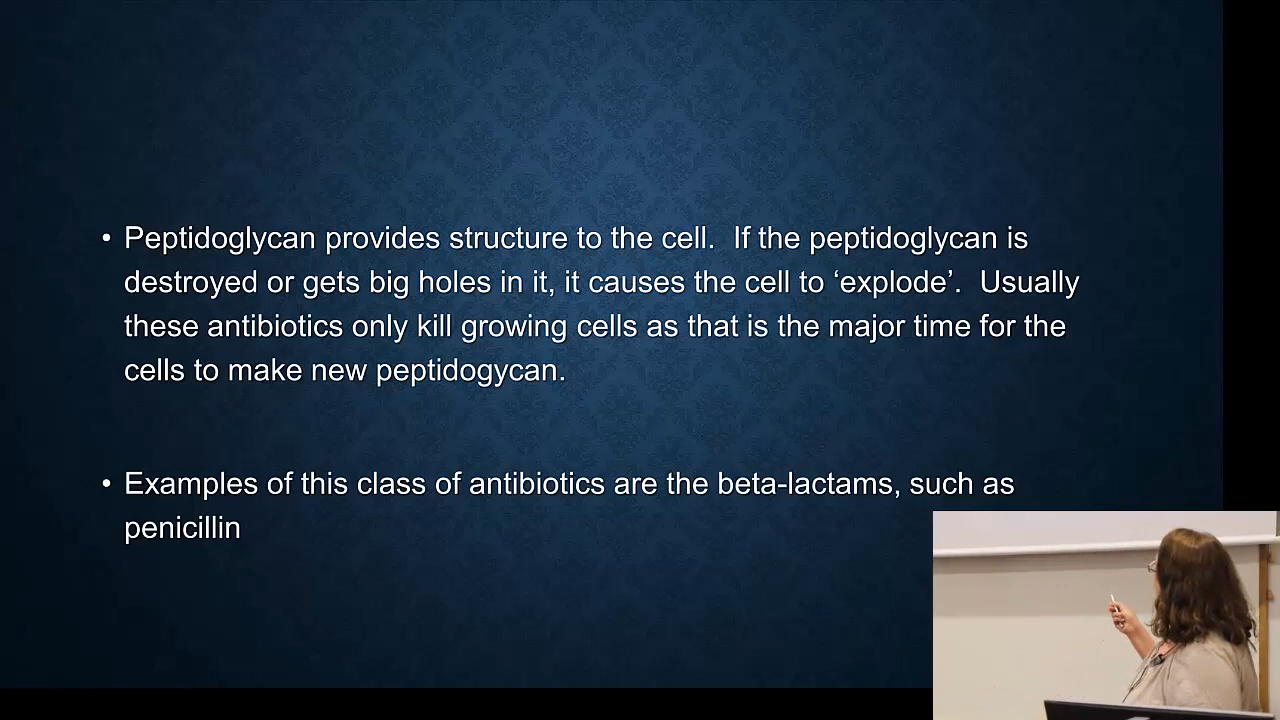 • Peptidoglycan provides structure to the cell.  If the peptidoglycan is
destroyed or gets big holes in it, it causes the cell to ‘explode’.  Usually
these antibiotics only kill growing cells as that is the major time for the
cells to make new peptidogycan.
• Examples of this class of antibiotics are the beta-lactams, such as
penicillin